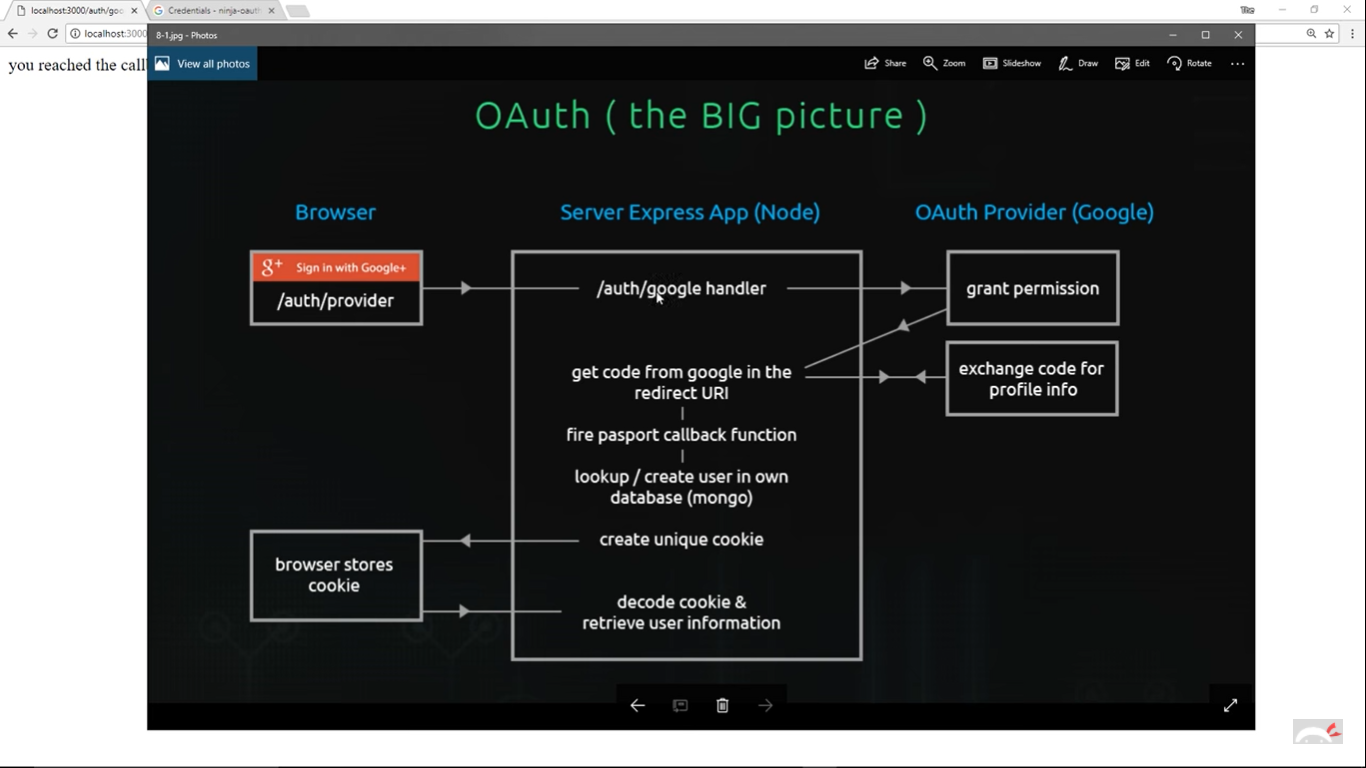 localhost:3000/auth/goo
Credentials - ninja-oauth
localhost:3000
8-1.jpg - Photos
you reached the call
View all photos
Share
Zoom
Slideshow
Draw
Edit
Rotate
OAuth ( the BIG picture )
Browser
Server Express App (Node)
OAuth Provider (Google)
g+ Sign in with Google+
/auth/provider
/auth/google handler
grant permission
get code from google in the
redirect URI
exchange code for
profile info
fire pasport callback function
lookup / create user in own
database (mongo)
create unique cookie
browser stores
cookie
decode cookie &
retrieve user information